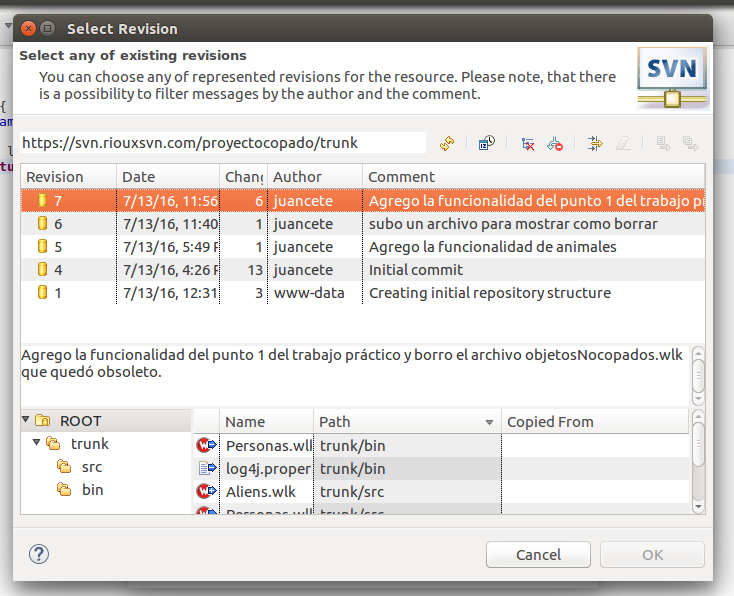 Select Revision
Select any of existing revisions
You can choose any of represented revisions for the resource. Please note, that there
is a possibility to filter messages by the author and the comment.
SVN
{
am
l
tu
https://svn.riouxsvn.com/proyectocopado/trunk
Revision Date Chang Author Comment
7 7/13/16, 11:56 6 juancete Agrego la funcionalidad del punto 1 del trabajo pr
6 7/13/16, 11:40 1 juancete subo un archivo para mostrar como borrar
5 7/13/16, 5:49 P 1 juancete Agrego la funcionalidad de animales
4 7/13/16, 4:26 P 13 juancete Initial commit
1 7/13/16, 12:31 3 www-data Creating initial repository structure
Agrego la funcionalidad del punto 1 del trabajo práctico y borro el archivo objetosNocopados.wlk
que quedó obsoleto.
ROOT
trunk
src
bin
Name Path Copied From
Personas.wlk trunk/bin
log4j.proper trunk/bin
Aliens.wlk trunk/src
Personas.wlk trunk/src
Cancel OK